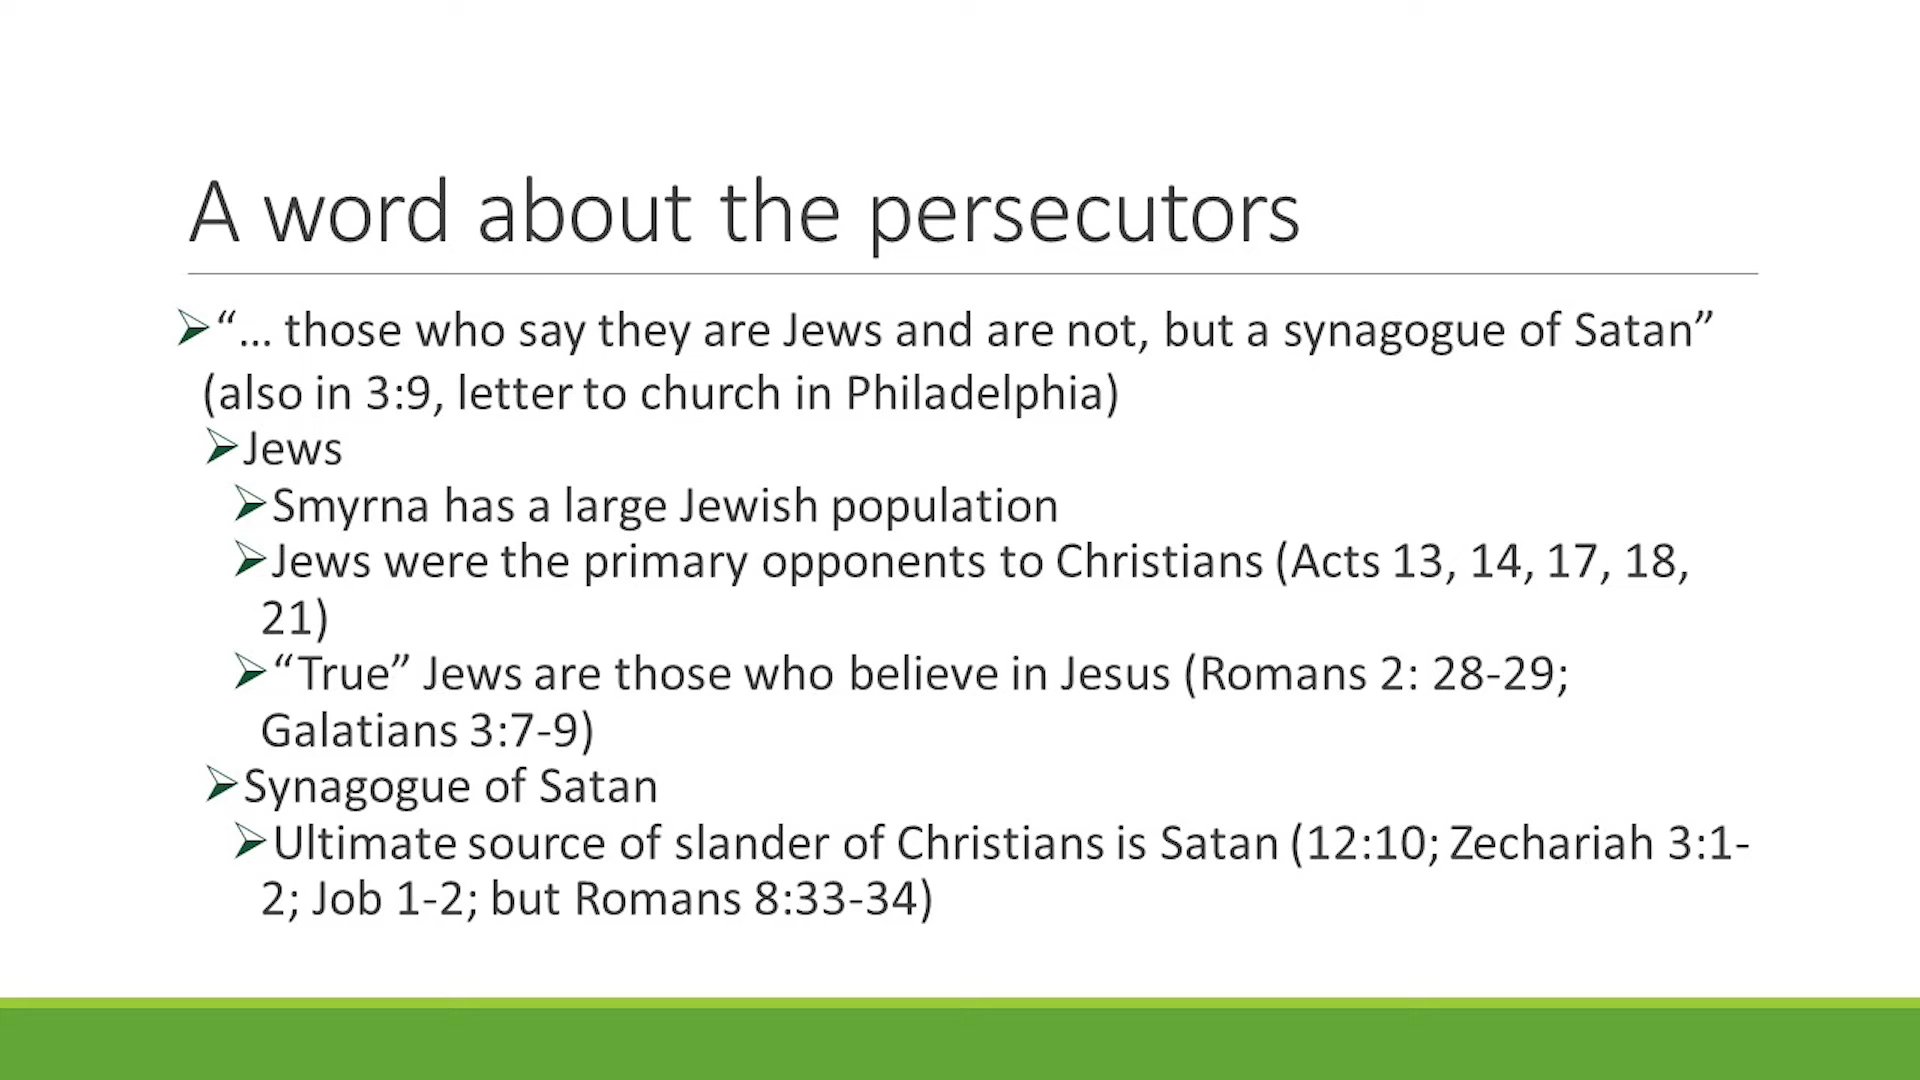 A word about the persecutors
“... those who say they are Jews and are not, but a synagogue of Satan”
(also in 3:9, letter to church in Philadelphia)
Jews
Smyrna has a large Jewish population
Jews were the primary opponents to Christians (Acts 13, 14, 17, 18,
21)
“True” Jews are those who believe in Jesus (Romans 2: 28-29;
Galatians 3:7-9)
Synagogue of Satan
Ultimate source of slander of Christians is Satan (12:10; Zechariah 3:1-
2; Job 1-2; but Romans 8:33-34)